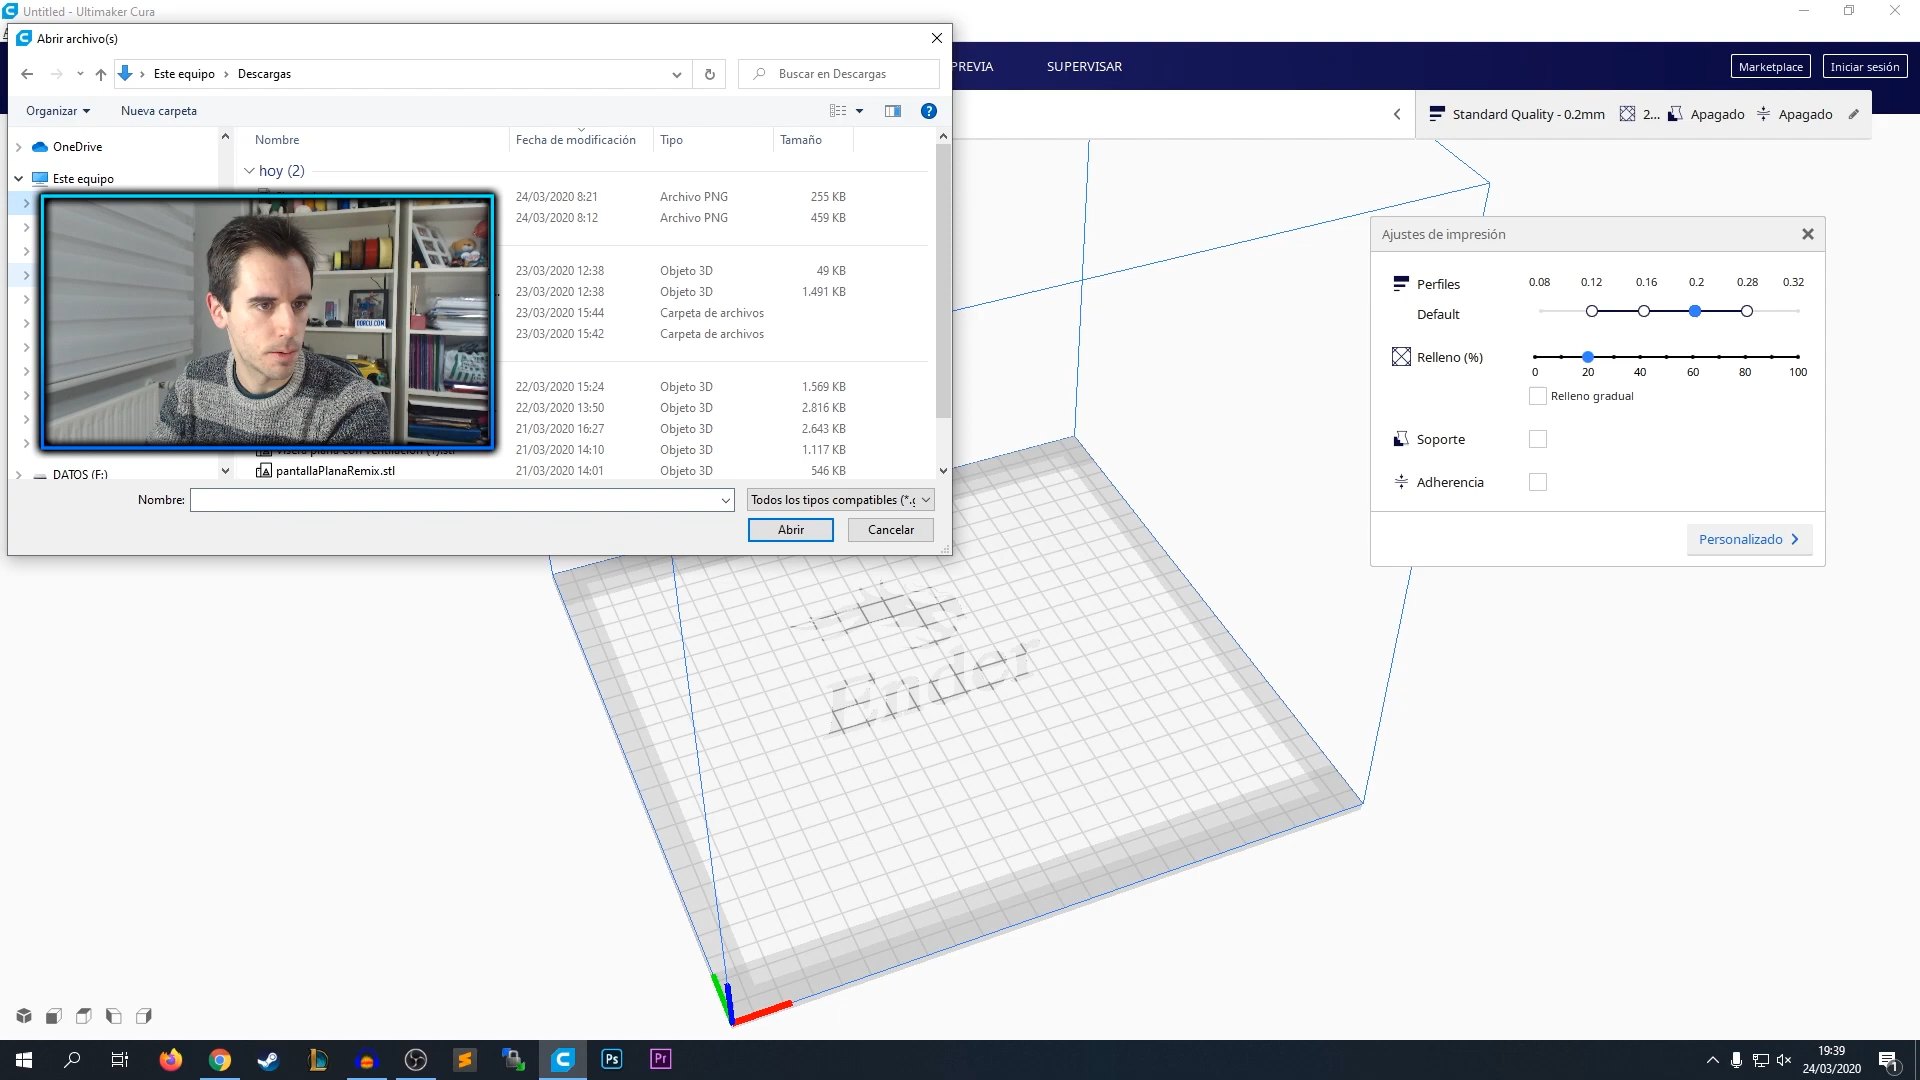 Untitled - Ultimaker Cura
Abrir archivo(s)
Este equipo › Descargas
Buscar en Descargas
PREVIA
SUPERVISAR
Marketplace
Iniciar sesión
Organizar
Nueva carpeta
Standard Quality - 0.2mm
2...
Apagado
Apagado
Nombre
Fecha de modificación
Tipo
Tamaño
OneDrive
Este equipo
hoy (2)
24/03/2020 8:21 Archivo PNG 255 KB
24/03/2020 8:12 Archivo PNG 459 KB
23/03/2020 12:38 Objeto 3D 49 KB
23/03/2020 12:38 Objeto 3D 1.491 KB
23/03/2020 15:44 Carpeta de archivos
23/03/2020 15:42 Carpeta de archivos
22/03/2020 15:24 Objeto 3D 1.569 KB
22/03/2020 13:50 Objeto 3D 2.816 KB
21/03/2020 16:27 Objeto 3D 2.643 KB
21/03/2020 14:10 Objeto 3D 1.117 KB
pantallaPlanaRemix.stl 21/03/2020 14:01 Objeto 3D 546 KB
DATOS (F:)
Nombre:
Todos los tipos compatibles (*.g
Abrir
Cancelar
Ajustes de impresión
Perfiles
0.08 0.12 0.16 0.2 0.28 0.32
Default
Relleno (%)
0 20 40 60 80 100
Relleno gradual
Soporte
Adherencia
Personalizado
Ender
Ps
Pr
19:39
24/03/2020
1